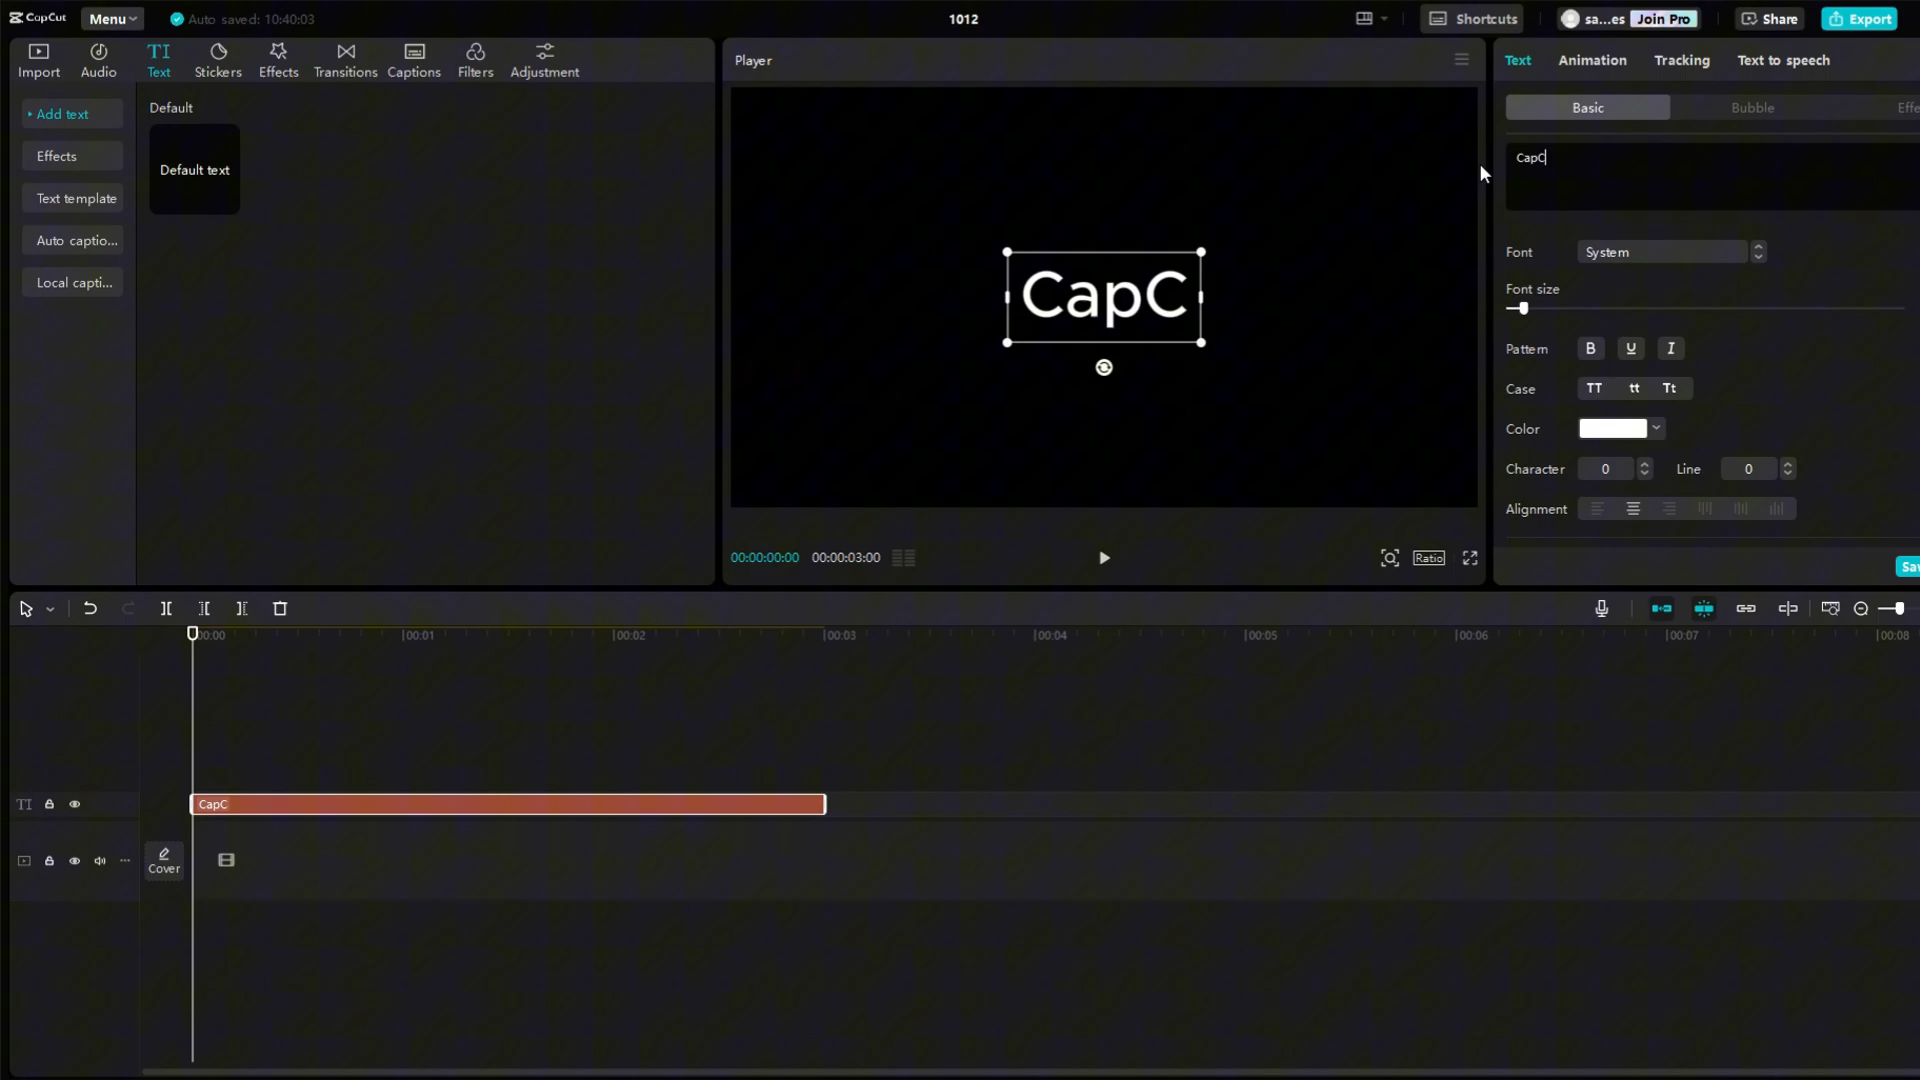 CapCut
Menu
Auto saved: 10:40:03
1012
Shortcuts
sa...es
Join Pro
Share
Export
Import
Audio
TI
Text
Stickers
Effects
Transitions
Captions
Filters
Adjustment
Add text
Effects
Text template
Auto captio...
Local capti...
Default
Default text
Player
CapC
00:00:00:00
00:00:03:00
Ratio
Text
Animation
Tracking
Text to speech
Basic
Bubble
Effe
CapC
Font
System
Font size
Pattern
B
U
I
Case
TT
tt
Tt
Color
Character
0
Line
0
Alignment
Sav
00:00
00:01
00:02
00:03
00:04
00:05
00:06
00:07
00:08
TI
CapC
Cover